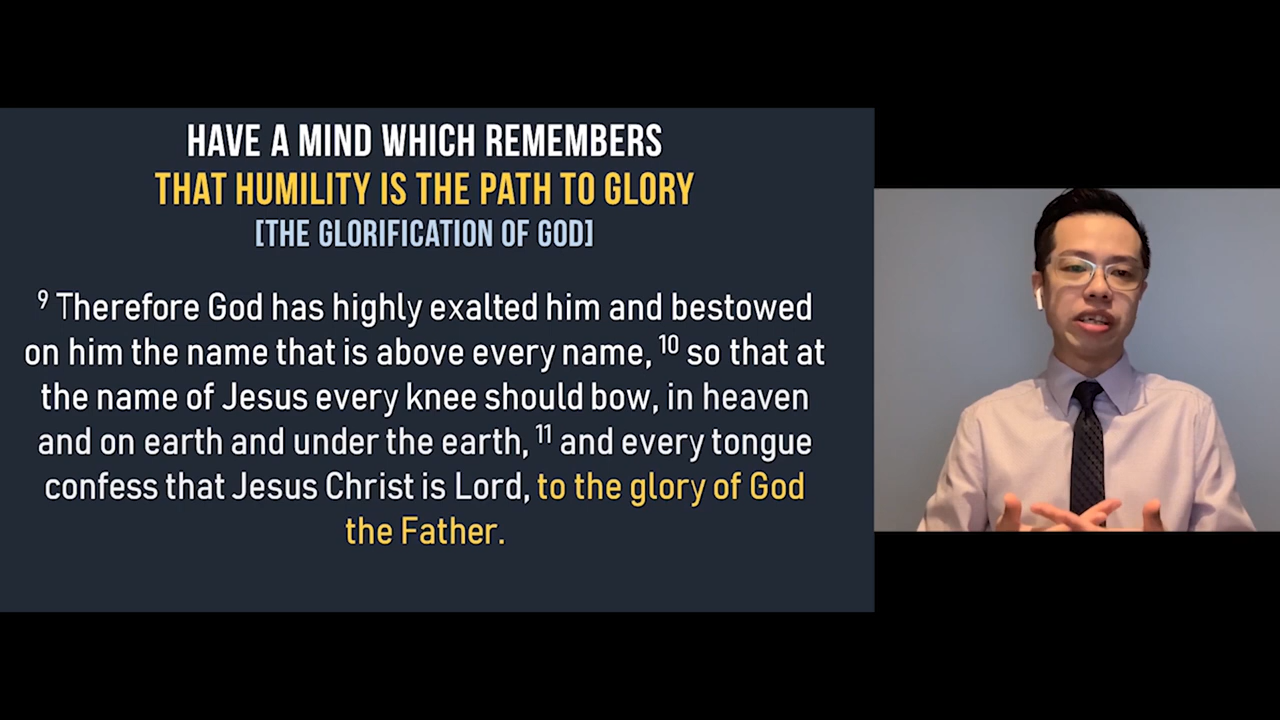 HAVE A MIND WHICH REMEMBERS
THAT HUMILITY IS THE PATH TO GLORY
[THE GLORIFICATION OF GOD]
9 Therefore God has highly exalted him and bestowed
on him the name that is above every name, 10 so that at
the name of Jesus every knee should bow, in heaven
and on earth and under the earth, 11 and every tongue
confess that Jesus Christ is Lord, to the glory of God
the Father.